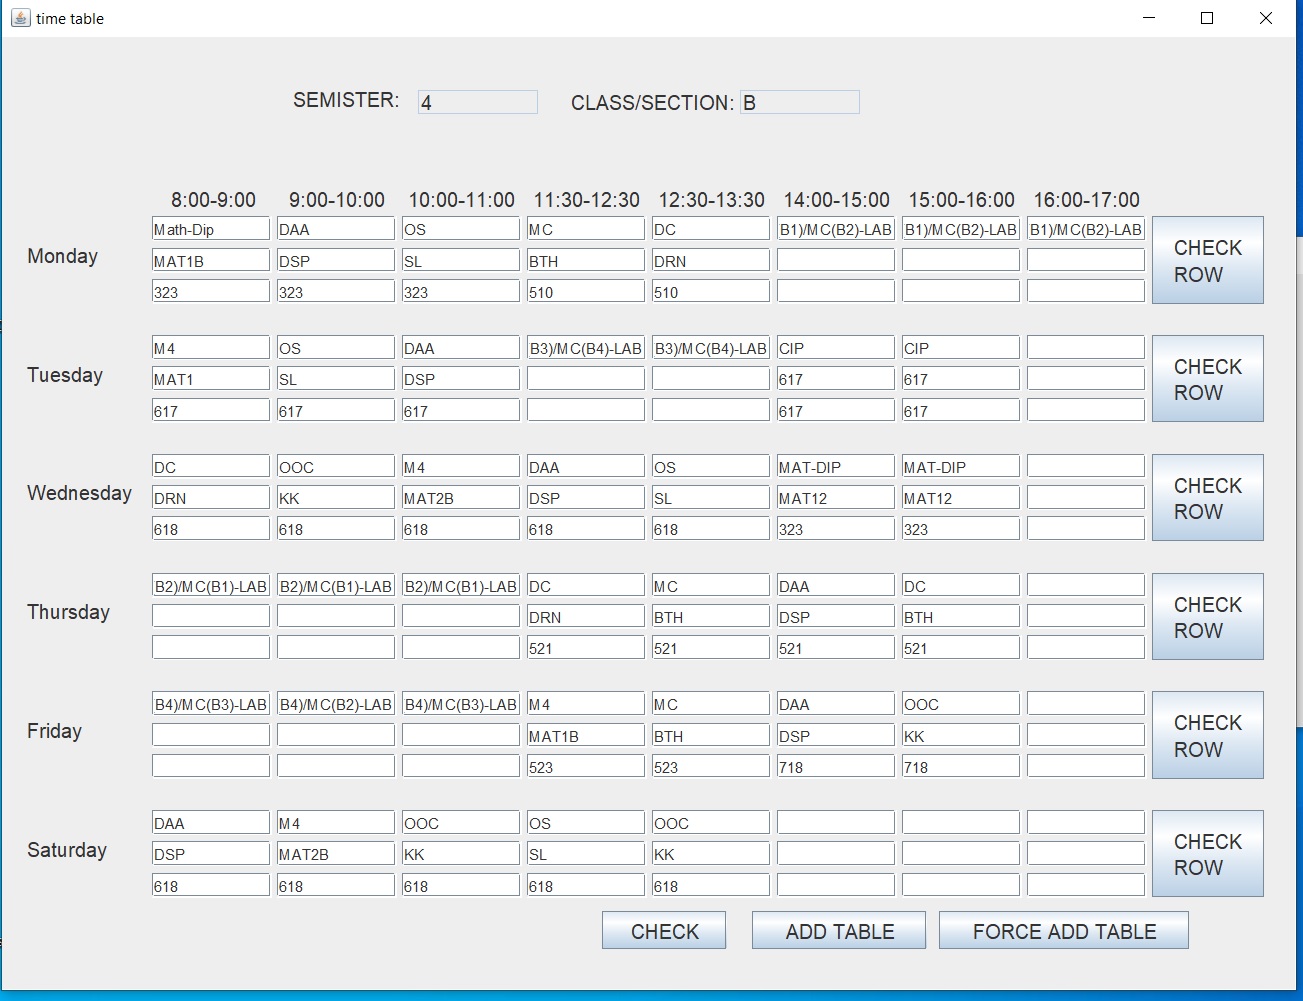 time table
SEMISTER: 4 CLASS/SECTION: B
8:00-9:00 9:00-10:00 10:00-11:00 11:30-12:30 12:30-13:30 14:00-15:00 15:00-16:00 16:00-17:00
Math-Dip DAA OS MC DC B1)/MC(B2)-LAB B1)/MC(B2)-LAB B1)/MC(B2)-LAB
Monday MAT1B DSP SL BTH DRN CHECK ROW
323 323 323 510 510
M4 OS DAA B3)/MC(B4)-LAB B3)/MC(B4)-LAB CIP CIP
Tuesday MAT1 SL DSP 617 617 CHECK ROW
617 617 617 617 617
DC OOC M4 DAA OS MAT-DIP MAT-DIP
Wednesday DRN KK MAT2B DSP SL MAT12 MAT12 CHECK ROW
618 618 618 618 618 323 323
B2)/MC(B1)-LAB B2)/MC(B1)-LAB B2)/MC(B1)-LAB DC MC DAA DC
Thursday DRN BTH DSP BTH CHECK ROW
521 521 521 521
B4)/MC(B3)-LAB B4)/MC(B2)-LAB B4)/MC(B3)-LAB M4 MC DAA OOC
Friday MAT1B BTH DSP KK CHECK ROW
523 523 718 718
DAA M4 OOC OS OOC
Saturday DSP MAT2B KK SL KK CHECK ROW
618 618 618 618 618
CHECK ADD TABLE FORCE ADD TABLE